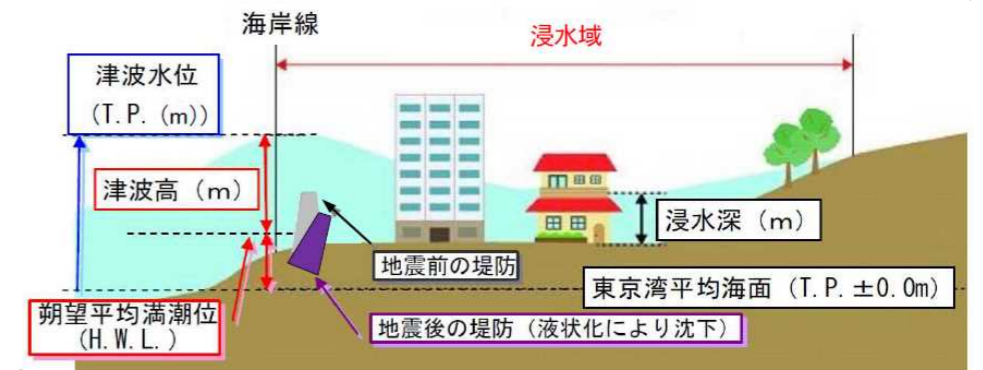 海岸線
浸水域
津波水位
（T.P.（m））
津波高（m）
浸水深（m）
地震前の堤防
東京湾平均海面（T.P.±0.0m）
朔望平均満潮位
（H.W.L.）
地震後の堤防（液状化により沈下）